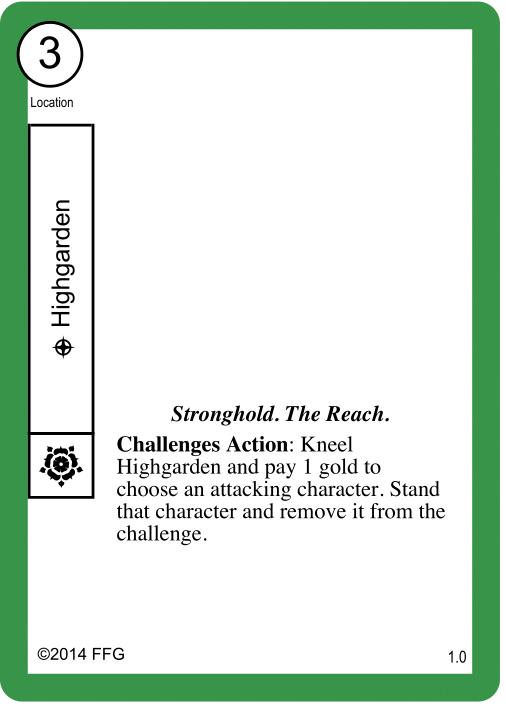 3
Location
Highgarden
Stronghold. The Reach.
Challenges Action: Kneel
Highgarden and pay 1 gold to
choose an attacking character. Stand
that character and remove it from the
challenge.
©2014 FFG
1.0